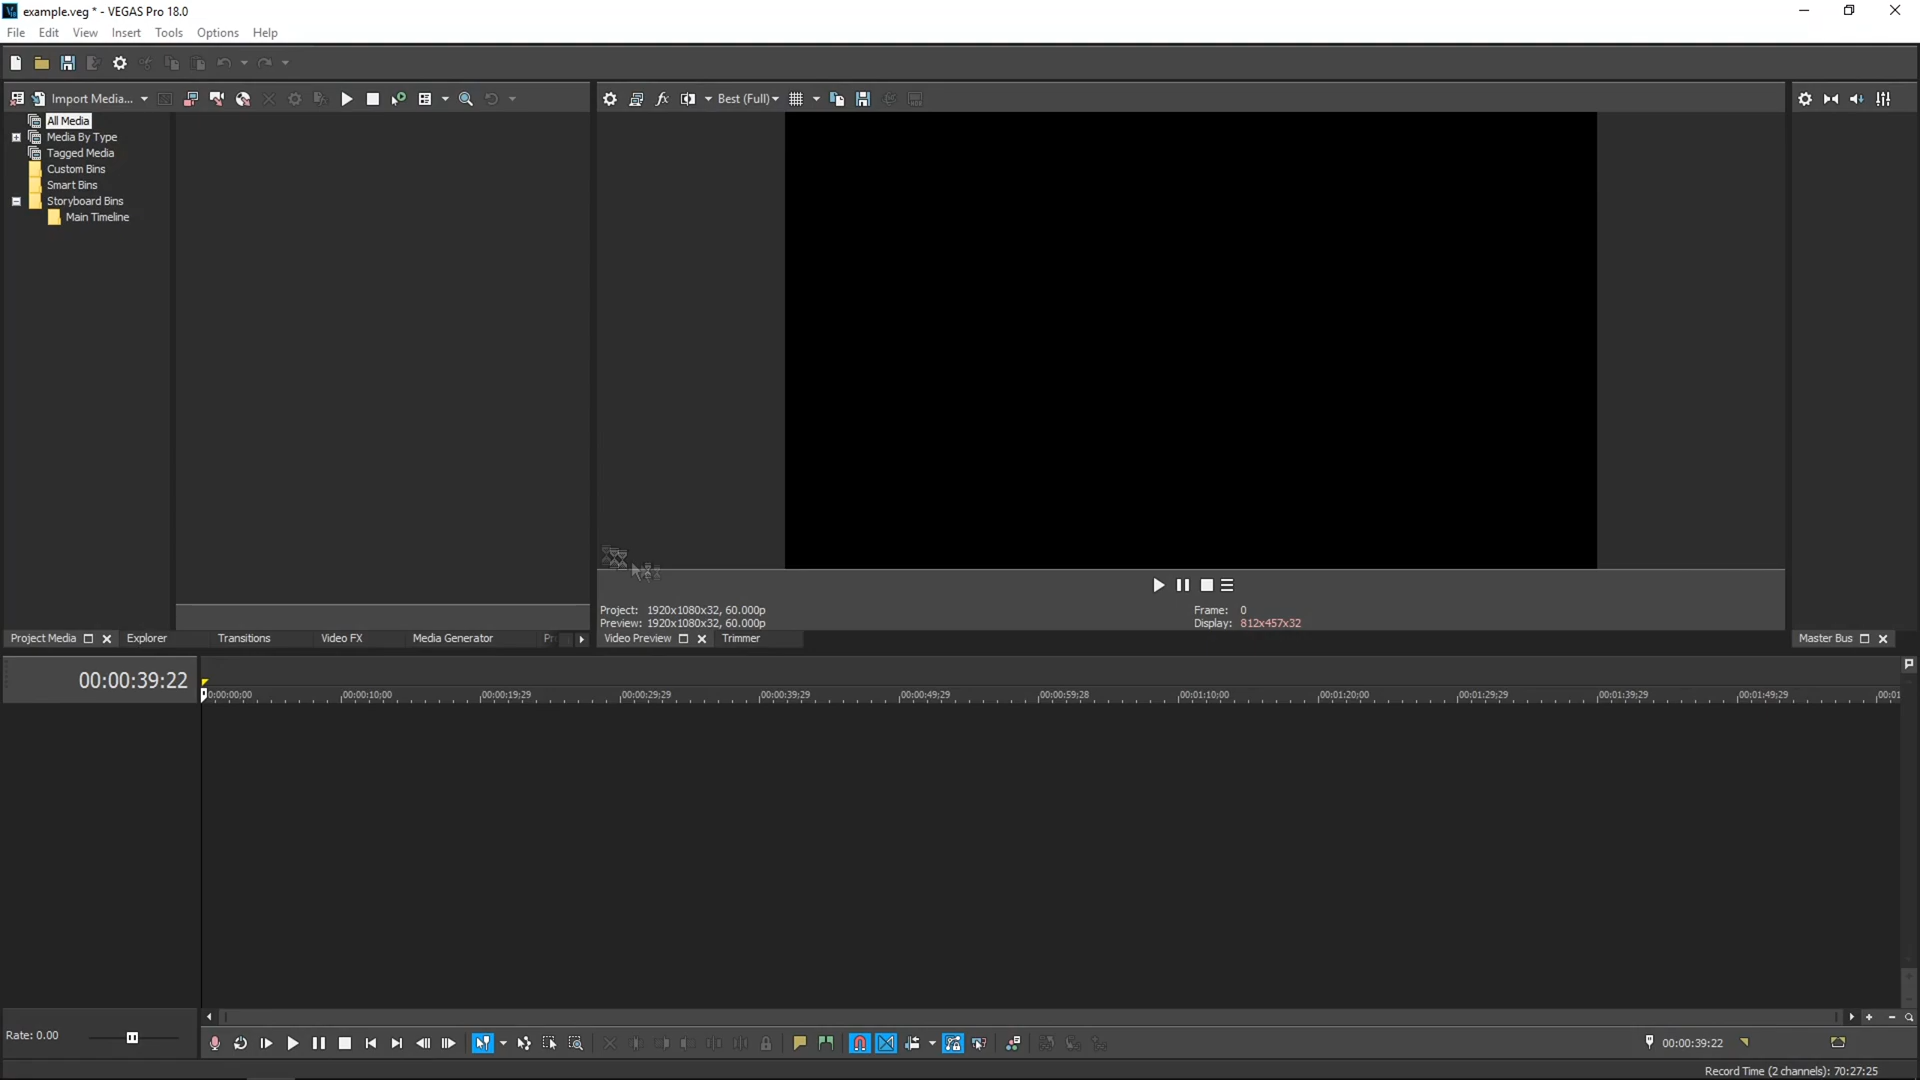 example.veg * - VEGAS Pro 18.0
File Edit View Insert Tools Options Help
Import Media...
Best (Full)
All Media
Media By Type
Tagged Media
Custom Bins
Smart Bins
Storyboard Bins
Main Timeline
Project: 1920x1080x32, 60.000p
Frame: 0
Preview: 1920x1080x32, 60.000p
Display: 812x457x32
Project Media Explorer Transitions Video FX Media Generator
Video Preview Trimmer
Master Bus
00:00:39:22
0:00:00;00 00:00:10;00 00:00:19;29 00:00:29;29 00:00:39;29 00:00:49;29 00:00:59;28 00:01:10;00 00:01:20;00 00:01:29;29 00:01:39;29 00:01:49;29 00:01
Rate: 0.00
00:00:39:22
Record Time (2 channels): 70:27:25